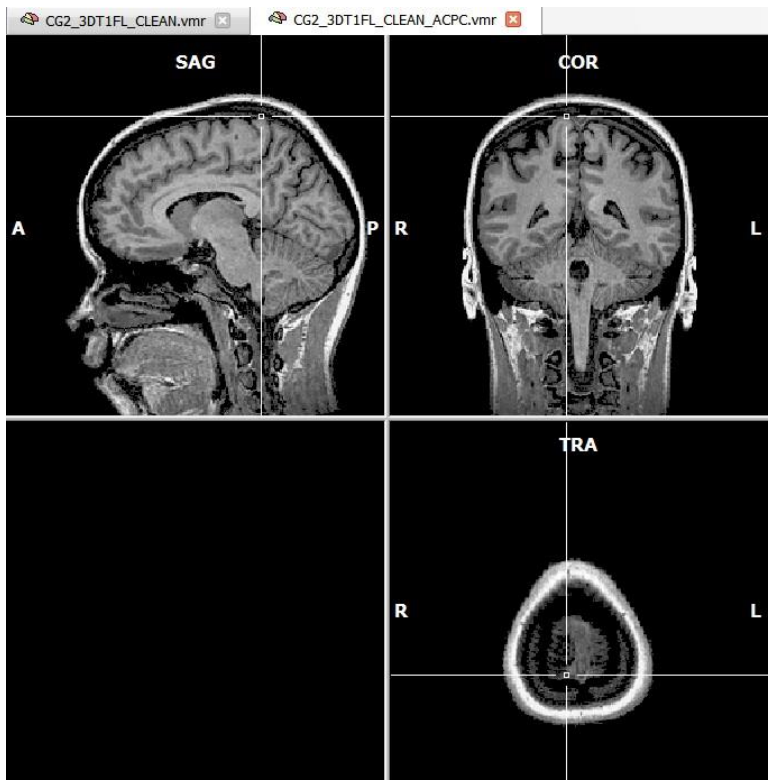 CG2_3DT1FL_CLEAN.vmr CG2_3DT1FL_CLEAN_ACPC.vmr
SAG COR
A P R L
TRA
R L